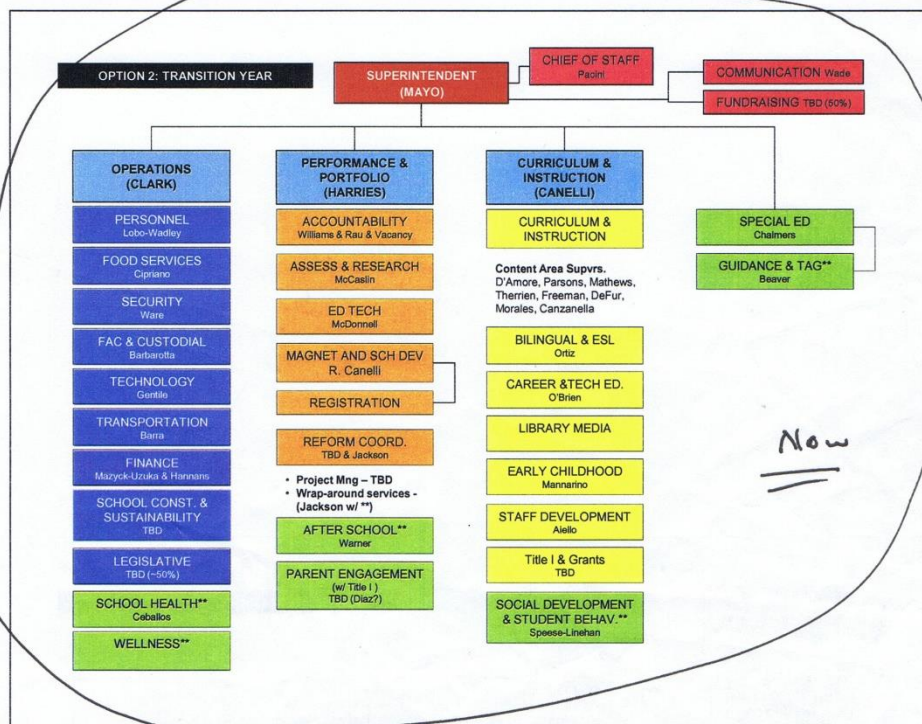 OPTION 2: TRANSITION YEAR
SUPERINTENDENT
(MAYO)
CHIEF OF STAFF
Pacini
COMMUNICATION Wade
FUNDRAISING TBD (50%)
OPERATIONS
(CLARK)
PERSONNEL
Lobo-Wadley
FOOD SERVICES
Cipriano
SECURITY
Ware
FAC & CUSTODIAL
Barbarotta
TECHNOLOGY
Gentile
TRANSPORTATION
Barra
FINANCE
Mazyck-Uzuka & Hannans
SCHOOL CONST. &
SUSTAINABILITY
TBD
LEGISLATIVE
TBD (~50%)
SCHOOL HEALTH**
Ceballos
WELLNESS**
PERFORMANCE &
PORTFOLIO
(HARRIES)
ACCOUNTABILITY
Williams & Rau & Vacancy
ASSESS & RESEARCH
McCaslin
ED TECH
McDonnell
MAGNET AND SCH DEV
R. Canelli
REGISTRATION
REFORM COORD.
TBD & Jackson
• Project Mng – TBD
• Wrap-around services -
(Jackson w/ **)
AFTER SCHOOL**
Warner
PARENT ENGAGEMENT
(w/ Title I )
TBD (Diaz?)
CURRICULUM &
INSTRUCTION
(CANELLI)
CURRICULUM &
INSTRUCTION
Content Area Supvrs.
D'Amore, Parsons, Mathews,
Therrien, Freeman, DeFur,
Morales, Canzanella
BILINGUAL & ESL
Ortiz
CAREER &TECH ED.
O'Brien
LIBRARY MEDIA
EARLY CHILDHOOD
Mannarino
STAFF DEVELOPMENT
Aiello
Title I & Grants
TBD
SOCIAL DEVELOPMENT
& STUDENT BEHAV.**
Speese-Linehan
SPECIAL ED
Chalmers
GUIDANCE & TAG**
Beaver
Now